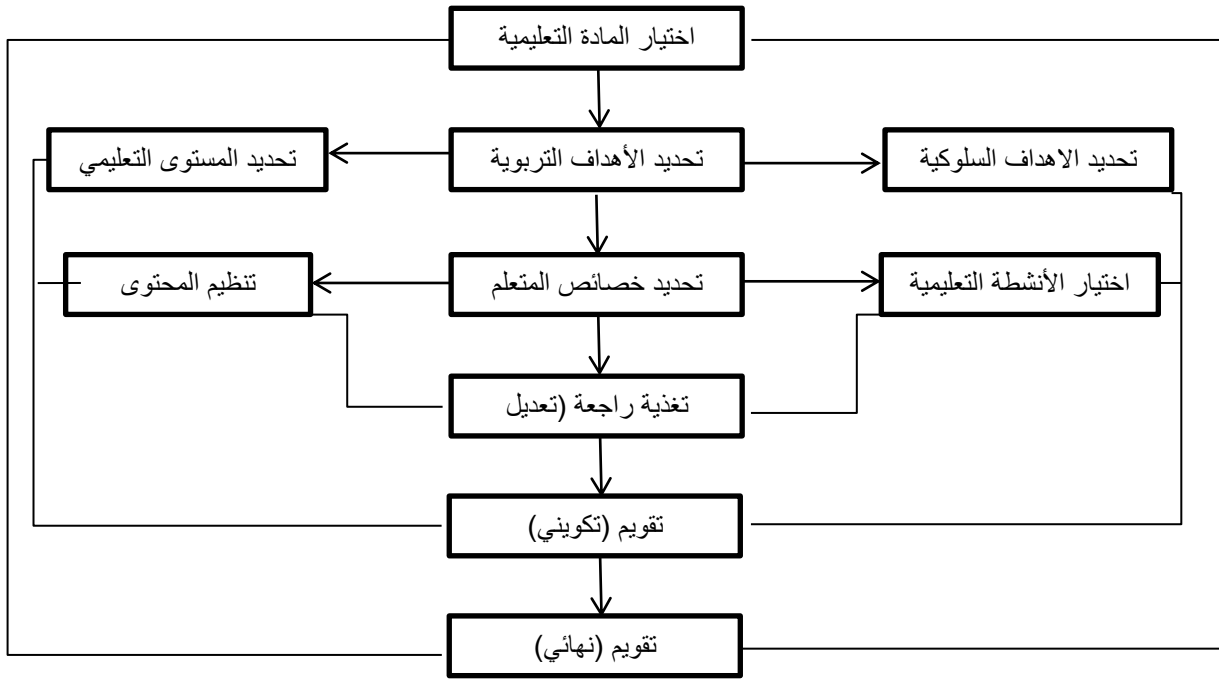 اختيار المادة التعليمية
تحديد الاهداف السلوكية
تحديد الأهداف التربوية
تحديد المستوى التعليمي
اختيار الأنشطة التعليمية
تحديد خصائص المتعلم
تنظيم المحتوى
تغذية راجعة (تعديل
تقويم (تكويني)
تقويم (نهائي)